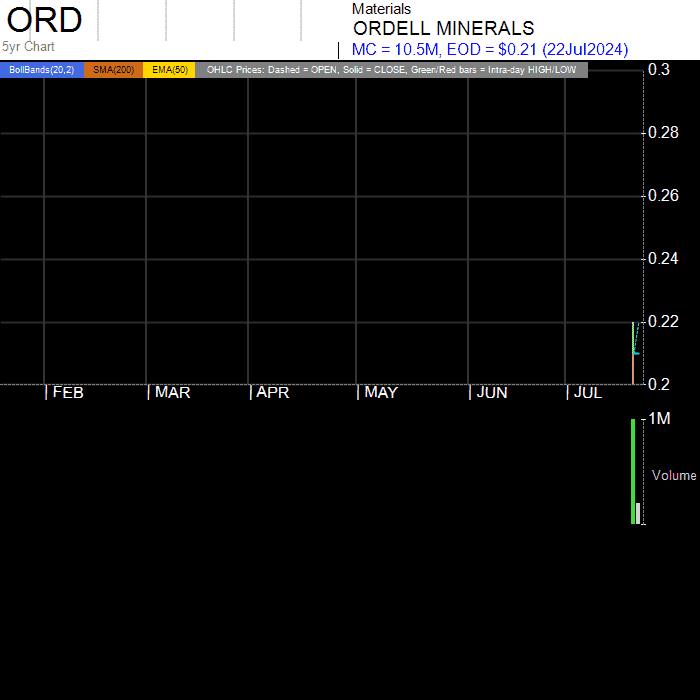 ORD
5yr Chart
Materials
ORDELL MINERALS
MC = 10.5M, EOD = $0.21 (22Jul2024)
BollBands(20,2) SMA(200) EMA(50) OHLC Prices: Dashed = OPEN, Solid = CLOSE, Green/Red bars = Intra-day HIGH/LOW
0.3
0.28
0.26
0.24
0.22
0.2
FEB MAR APR MAY JUN JUL
1M
Volume